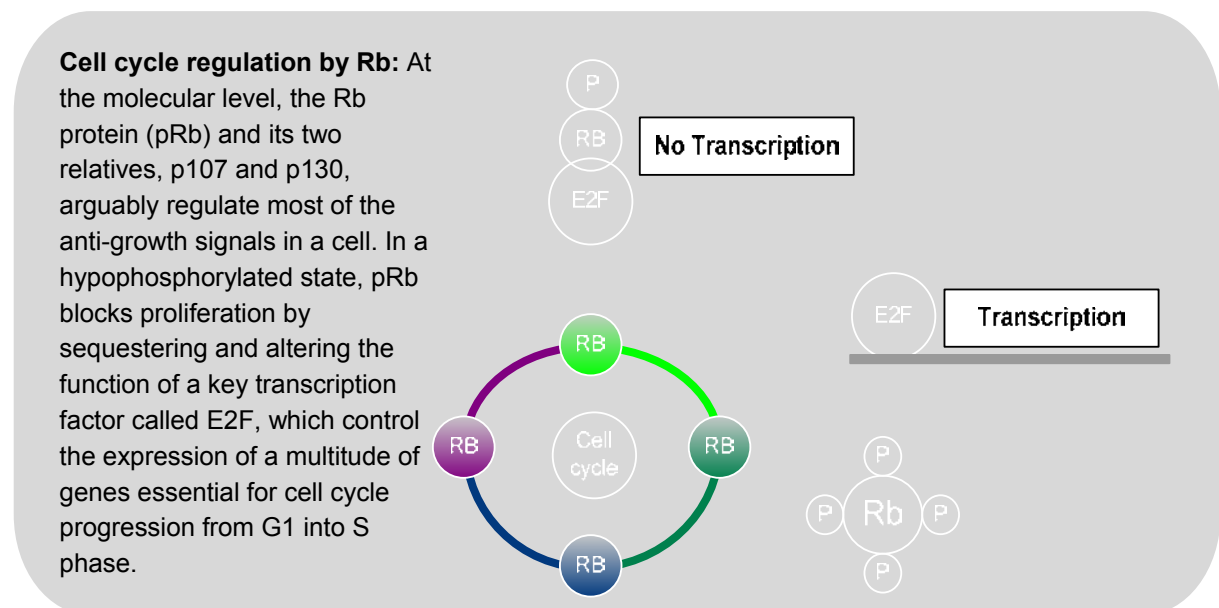 Cell cycle regulation by Rb: At
the molecular level, the Rb
protein (pRb) and its two
relatives, p107 and p130,
arguably regulate most of the
anti-growth signals in a cell. In a
hypophosphorylated state, pRb
blocks proliferation by
sequestering and altering the
function of a key transcription
factor called E2F, which control
the expression of a multitude of
genes essential for cell cycle
progression from G1 into S
phase.
P
RB
No Transcription
E2F
E2F
Transcription
RB
RB
Cell
cycle
RB
RB
P
P
Rb
P
P